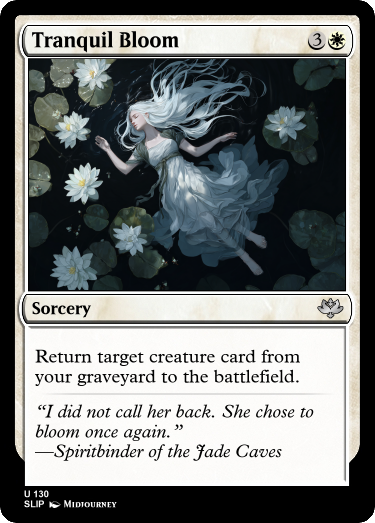 Tranquil Bloom 3
Sorcery
Return target creature card from
your graveyard to the battlefield.
“I did not call her back. She chose to
bloom once again.”
—Spiritbinder of the Jade Caves
U 130
SLIP Midjourney